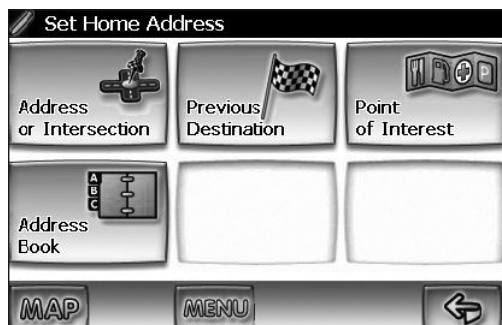 Set Home Address
Address
or Intersection
Previous
Destination
Point
of Interest
P
A
B
C
Address
Book
MAP
MENU